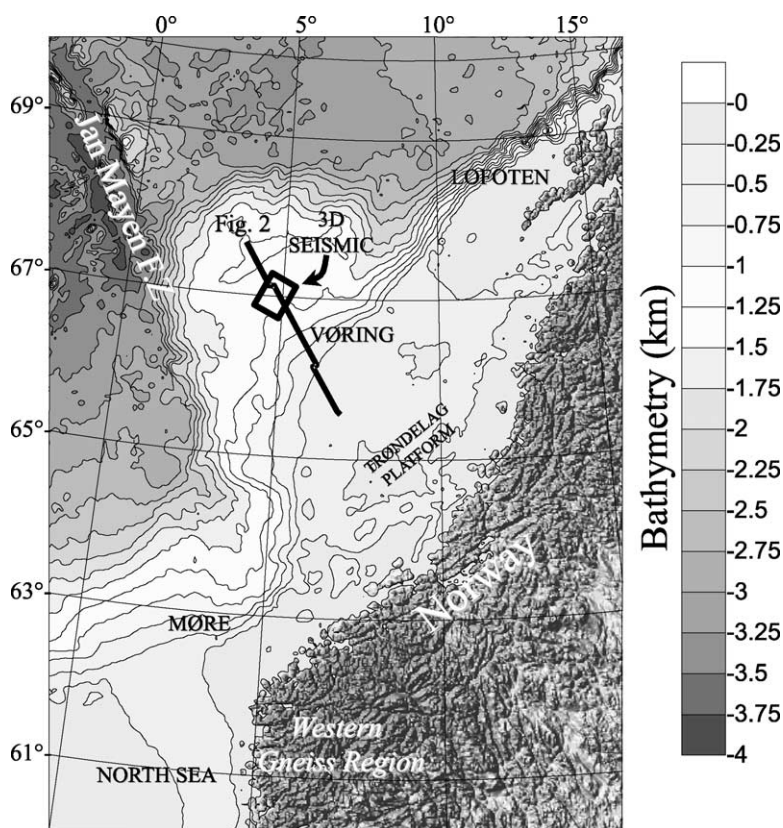 0° 5° 10° 15°
69°
67°
65°
63°
61°
Jan Mayen F.Z.
LOFOTEN
Fig. 2
3D
SEISMIC
VØRING
TRØNDELAG
PLATFORM
Norway
MØRE
Western
Gneiss Region
NORTH SEA
Bathymetry (km)
-0
-0.25
-0.5
-0.75
-1
-1.25
-1.5
-1.75
-2
-2.25
-2.5
-2.75
-3
-3.25
-3.5
-3.75
-4